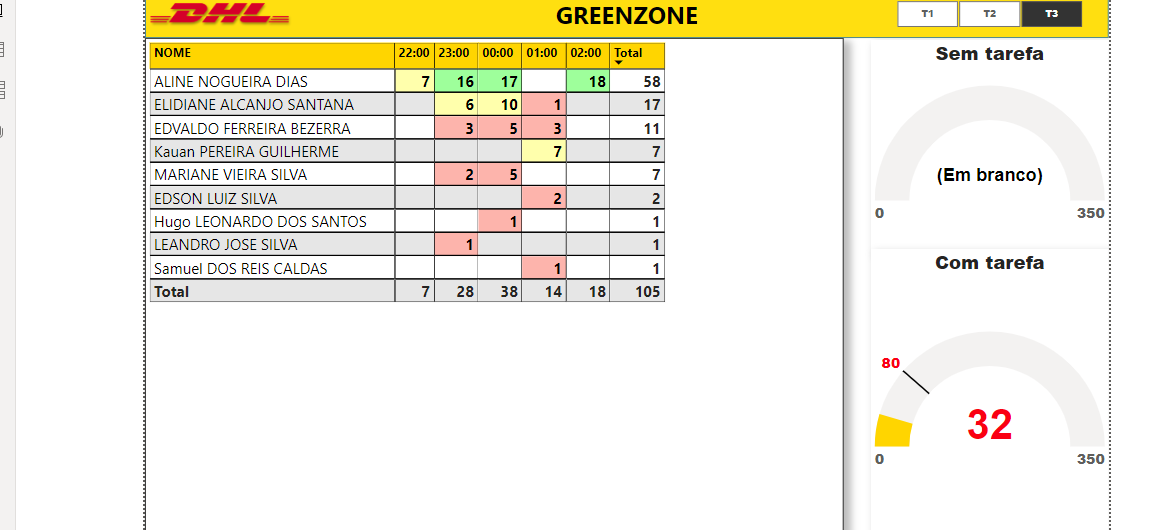 DHL GREENZONE T1 T2 T3
NOME 22:00 23:00 00:00 01:00 02:00 Total
ALINE NOGUEIRA DIAS 7 16 17 18 58
ELIDIANE ALCANJO SANTANA 6 10 1 17
EDVALDO FERREIRA BEZERRA 3 5 3 11
Kauan PEREIRA GUILHERME 7 7
MARIANE VIEIRA SILVA 2 5 7
EDSON LUIZ SILVA 2 2
Hugo LEONARDO DOS SANTOS 1 1
LEANDRO JOSE SILVA 1 1
Samuel DOS REIS CALDAS 1 1
Total 7 28 38 14 18 105
Sem tarefa
(Em branco)
0 350
Com tarefa
80
32
0 350